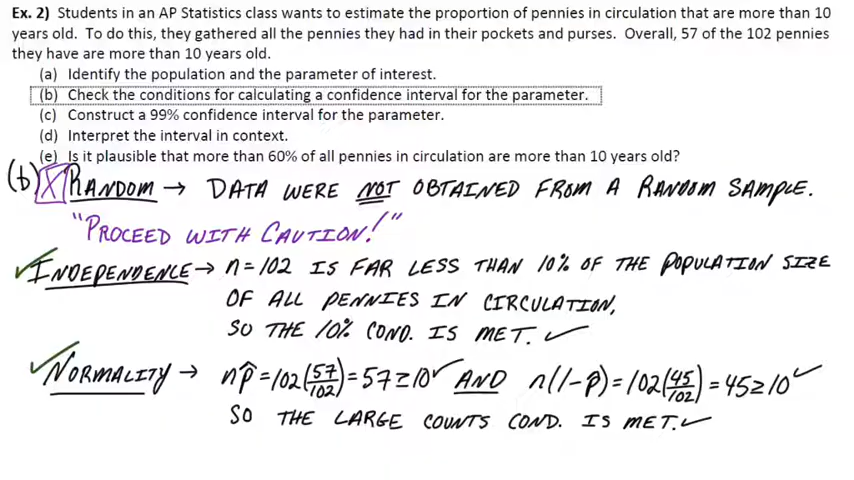 Ex. 2) Students in an AP Statistics class wants to estimate the proportion of pennies in circulation that are more than 10
years old. To do this, they gathered all the pennies they had in their pockets and purses. Overall, 57 of the 102 pennies
they have are more than 10 years old.
(a) Identify the population and the parameter of interest.
(b) Check the conditions for calculating a confidence interval for the parameter.
(c) Construct a 99% confidence interval for the parameter.
(d) Interpret the interval in context.
(e) Is it plausible that more than 60% of all pennies in circulation are more than 10 years old?
(b) X RANDOM → DATA WERE NOT OBTAINED FROM A RANDOM SAMPLE.
"PROCEED WITH CAUTION!"
✓ INDEPENDENCE → n = 102 IS FAR LESS THAN 10% OF THE POPULATION SIZE
OF ALL PENNIES IN CIRCULATION,
SO THE 10% COND. IS MET. ✓
✓ NORMALITY → np̂ = 102(57/102) = 57 ≥ 10 ✓ AND n(1-p̂) = 102(45/102) = 45 ≥ 10 ✓
SO THE LARGE COUNTS COND. IS MET. ✓